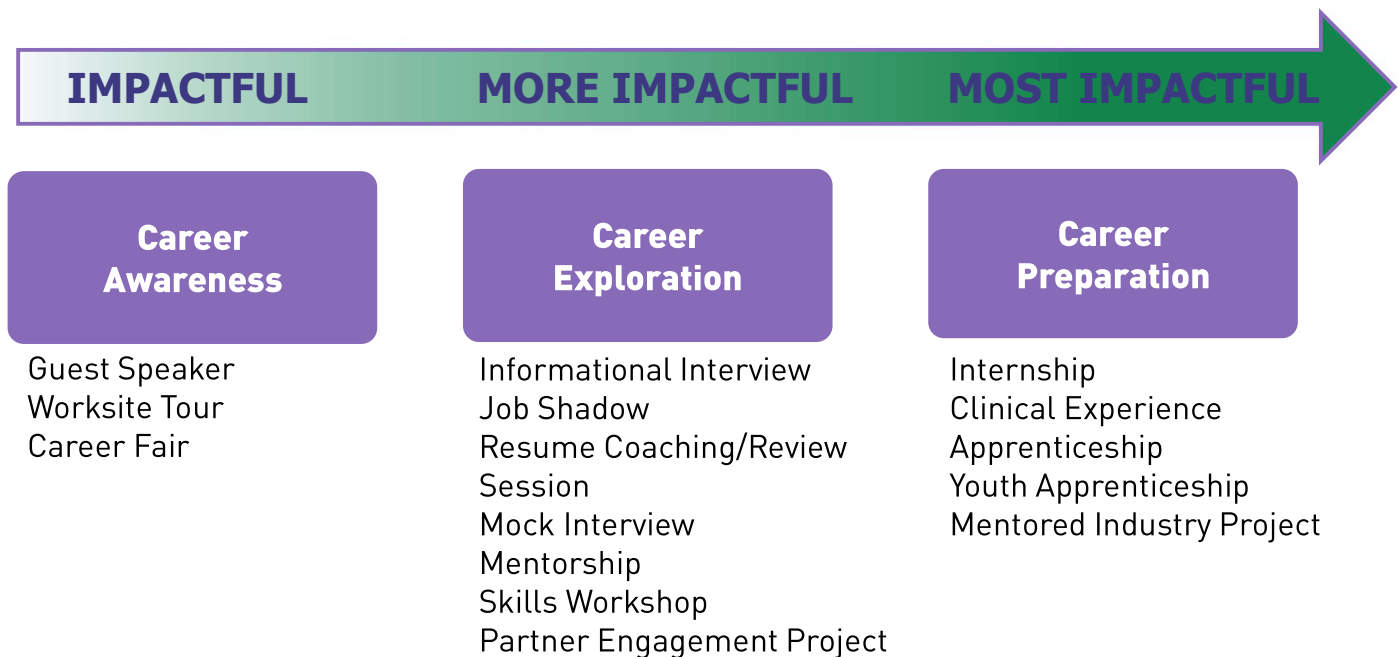 IMPACTFUL
MORE IMPACTFUL
MOST IMPACTFUL
Career
Awareness
Guest Speaker
Worksite Tour
Career Fair
Career
Exploration
Informational Interview
Job Shadow
Resume Coaching/Review
Session
Mock Interview
Mentorship
Skills Workshop
Partner Engagement Project
Career
Preparation
Internship
Clinical Experience
Apprenticeship
Youth Apprenticeship
Mentored Industry Project